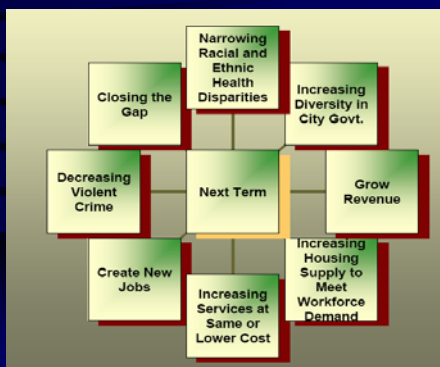 Narrowing
Racial and
Ethnic
Health
Disparities
Closing the
Gap
Increasing
Diversity in
City Govt.
Decreasing
Violent
Crime
Next Term
Grow
Revenue
Create New
Jobs
Increasing
Services at
Same or
Lower Cost
Increasing
Housing
Supply to
Meet
Workforce
Demand